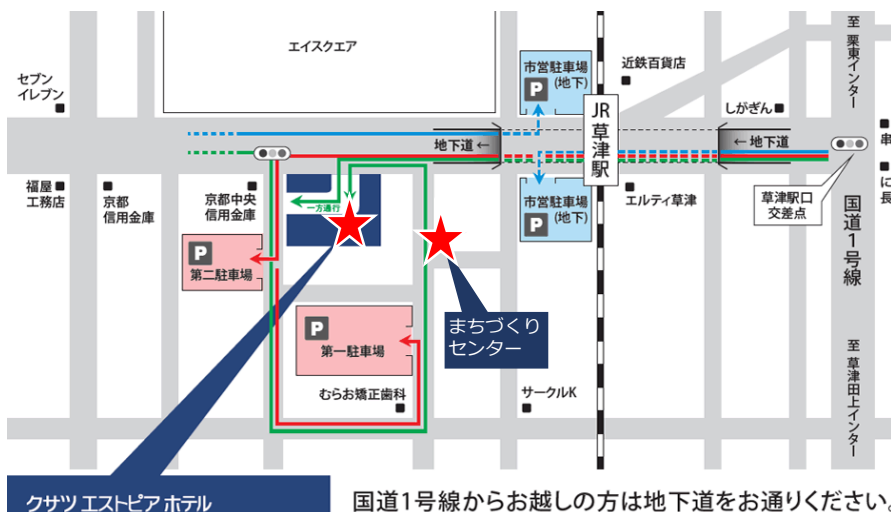 エイスクエア
セブン
イレブン
市営駐車場
(地下)
P
近鉄百貨店
しがぎん
至 栗東インター
地下道 ←
JR草津駅
← 地下道
福屋
工務店
京都
信用金庫
京都中央
信用金庫
一方通行
市営駐車場
(地下)
P
エルティ草津
草津駅口
交差点
国道1号線
串
に
長
P
第二駐車場
まちづくり
センター
P
第一駐車場
むらお矯正歯科
サークルK
至 草津田上インター
クサツ エストピア ホテル
国道1号線からお越しの方は地下道をお通りください。